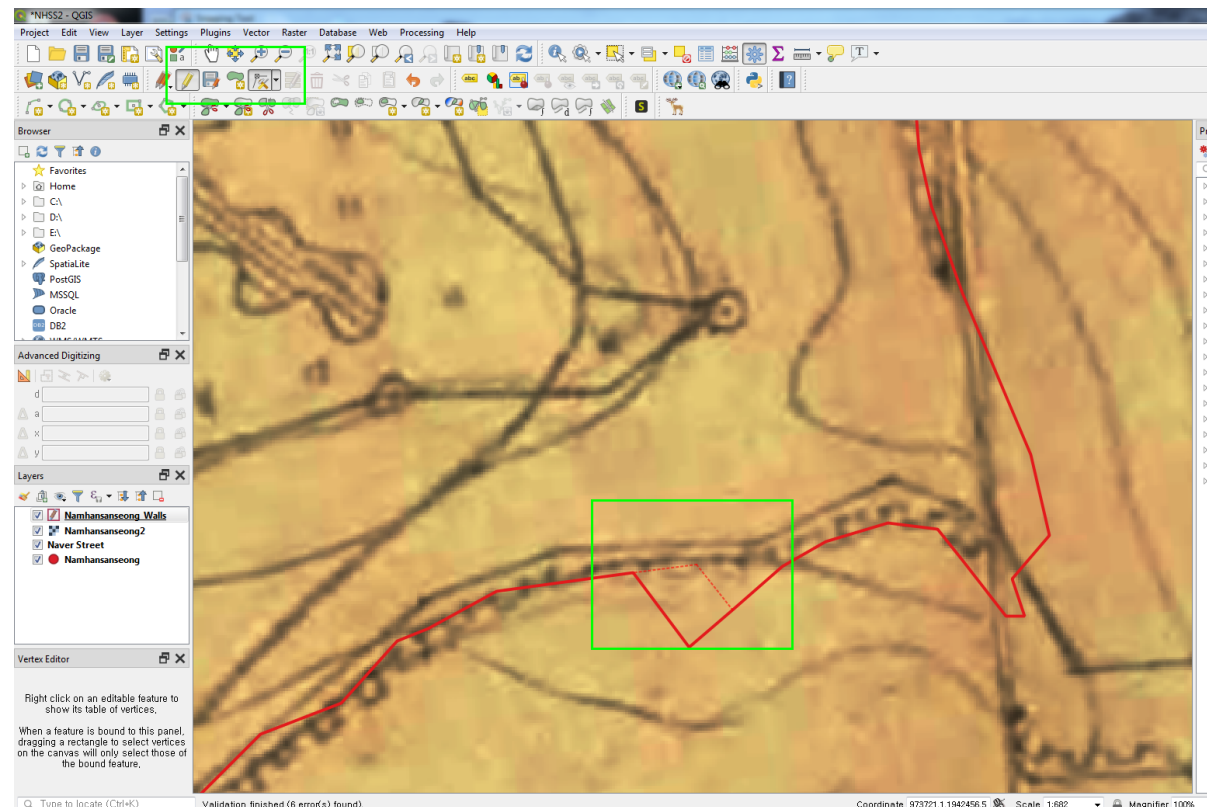 *NHSS2 - QGIS
Project Edit View Layer Settings Plugins Vector Raster Database Web Processing Help
Browser
Favorites
Home
C:\
D:\
E:\
GeoPackage
SpatiaLite
PostGIS
MSSQL
Oracle
DB2
Advanced Digitizing
d
a
x
y
Layers
Namhansanseong Walls
Namhansanseong2
Naver Street
Namhansanseong
Vertex Editor
Right click on an editable feature to
show its table of vertices,
When a feature is bound to this panel,
dragging a rectangle to select vertices
on the canvas will only select those of
the bound feature,
Type to locate (Ctrl+K)
Validation finished (6 error(s) found)
Coordinate 973721.1,1942456.5 Scale 1:682 Magnifier 100%